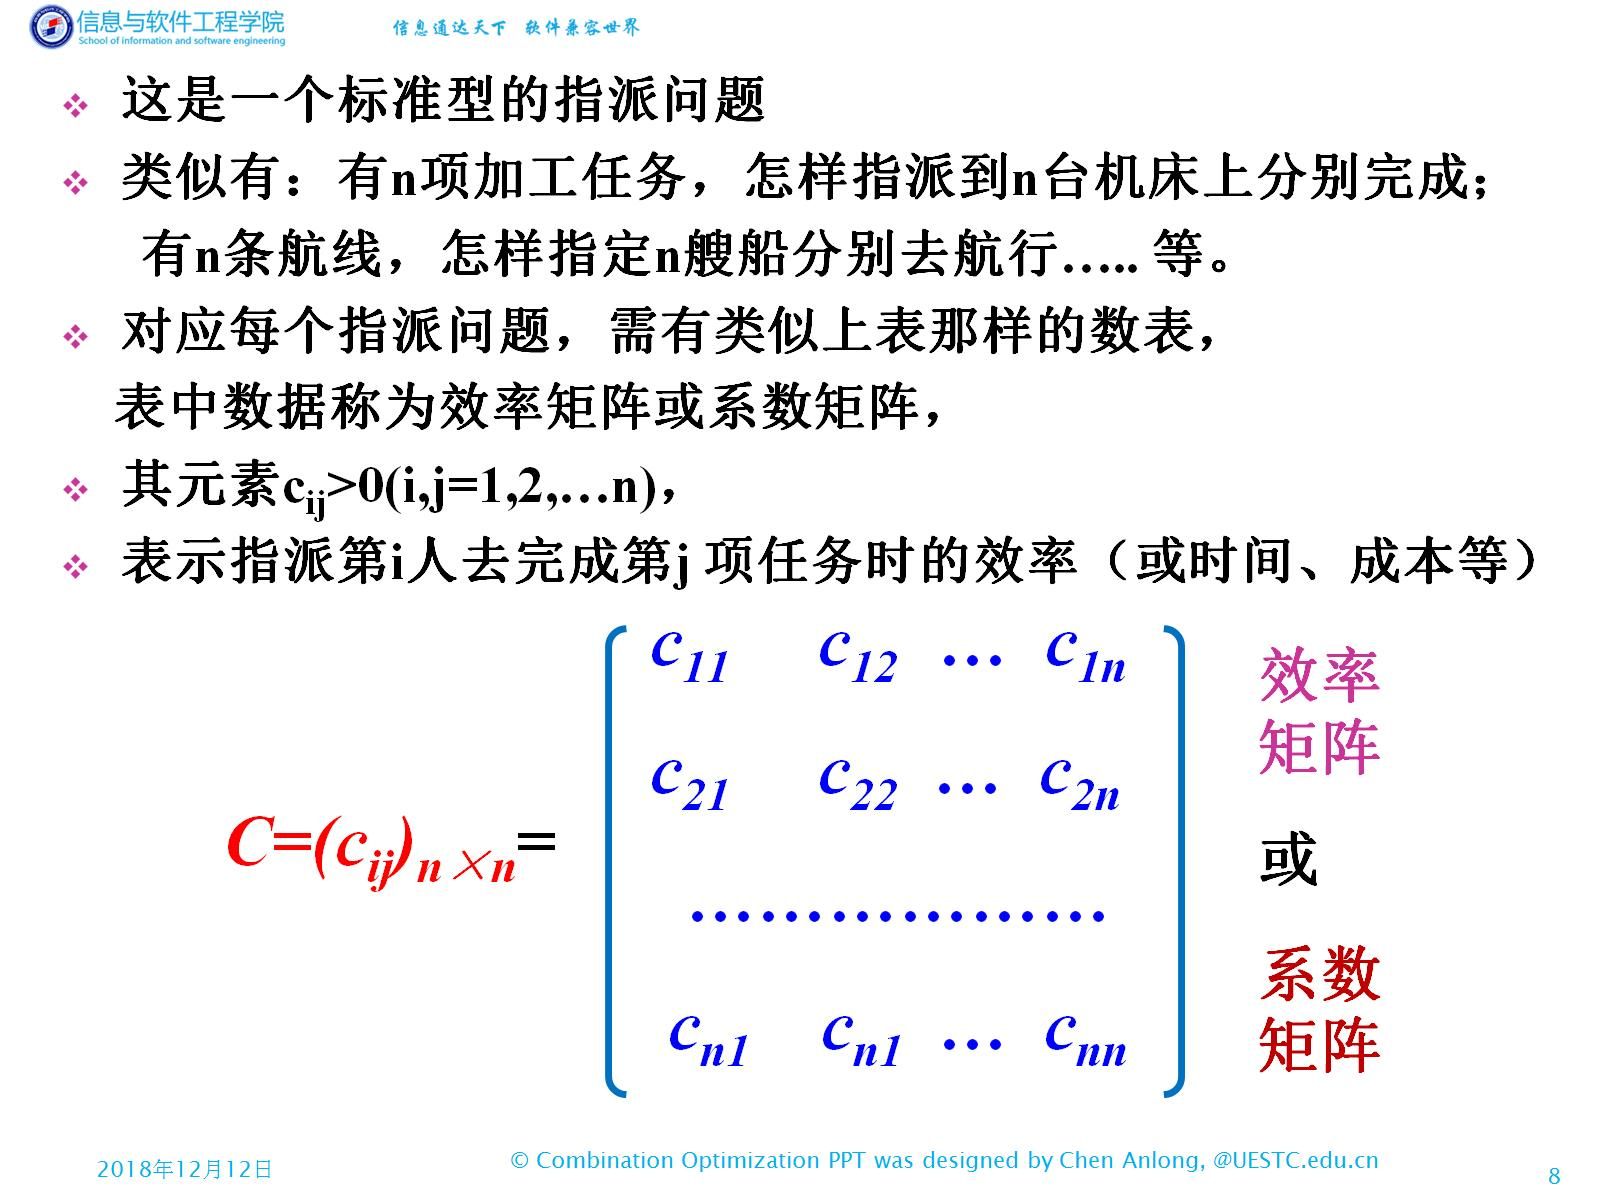 信息与软件工程学院
School of information and software engineering
信息通达天下 软件兼容世界
这是一个标准型的指派问题
类似有：有n项加工任务，怎样指派到n台机床上分别完成；
有n条航线，怎样指定n艘船分别去航行….. 等。
对应每个指派问题，需有类似上表那样的数表，
表中数据称为效率矩阵或系数矩阵，
其元素cij>0(i,j=1,2,…n)，
表示指派第i人去完成第j 项任务时的效率（或时间、成本等）
c11 c12 … c1n
c21 c22 … c2n
C=(cij)n×n=
………………
cn1 cn1 … cnn
效率
矩阵
或
系数
矩阵
2018年12月12日
© Combination Optimization PPT was designed by Chen Anlong, @UESTC.edu.cn
8